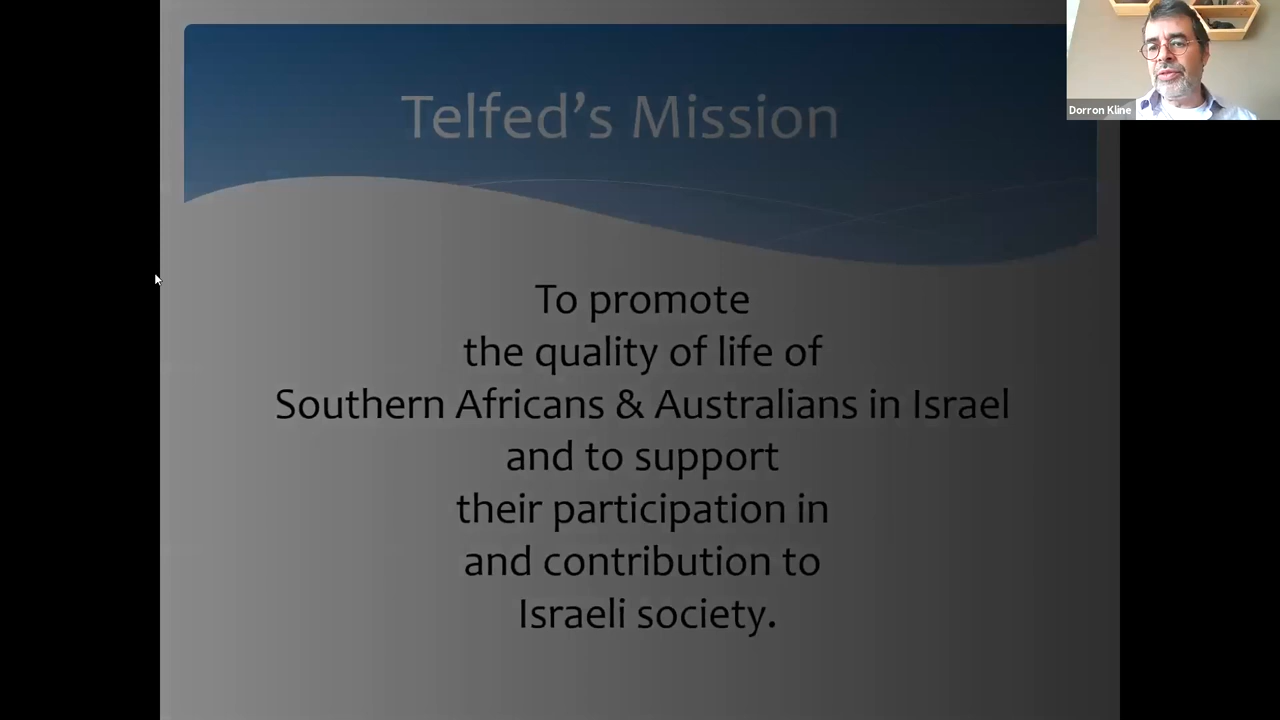 Telfed’s Mission
Dorron Kline
To promote
the quality of life of
Southern Africans & Australians in Israel
and to support
their participation in
and contribution to
Israeli society.